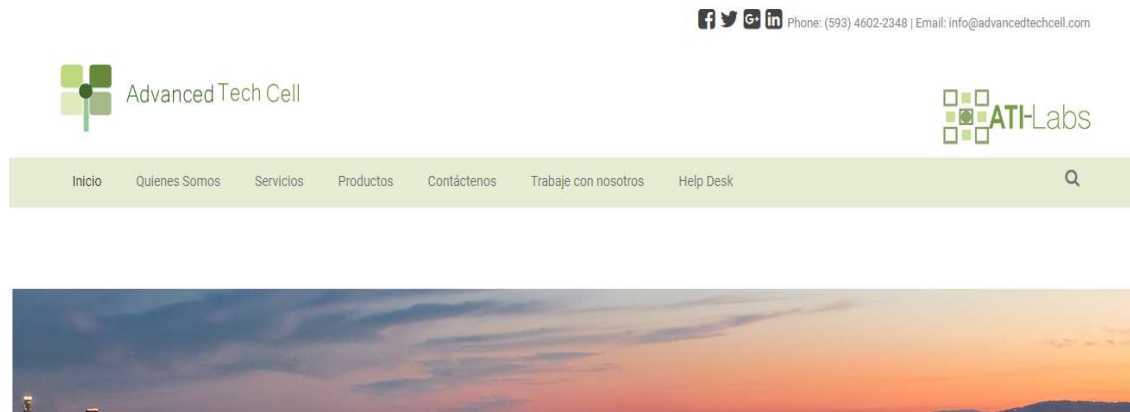 Phone: (593) 4602-2348 | Email: info@advancedtechcell.com
Advanced Tech Cell
ATI-Labs
Inicio Quienes Somos Servicios Productos Contáctenos Trabaje con nosotros Help Desk